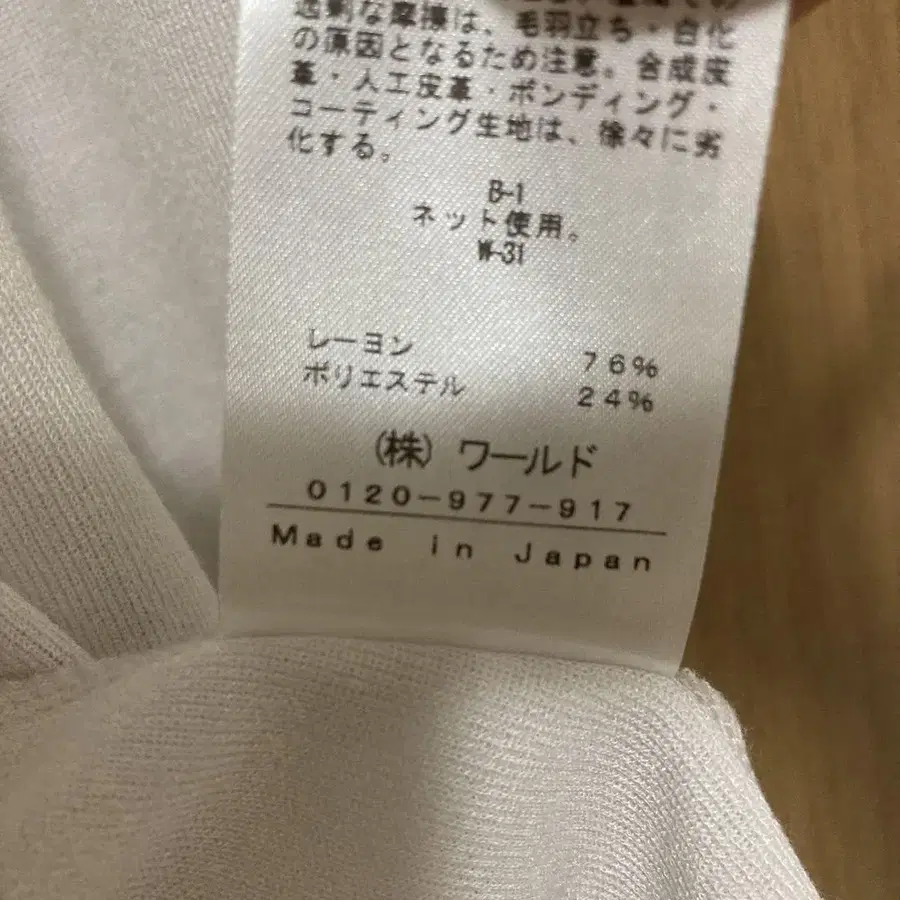 な摩擦は、毛羽立ち・白化
の原因となるため注意。合成皮
革・人工皮革・ボンディング・
コーティング生地は、徐々に劣
化する。
B-1
ネット使用。
W-31
レーヨン 76%
ポリエステル 24%
(株) ワールド
0120-977-917
Made in Japan